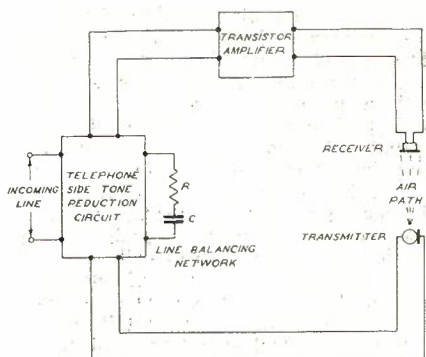 TRANSISTOR
AMPLIFIER
RECEIVER
AIR
PATH
TRANSMITTER
INCOMING
LINE
TELEPHONE
SIDE TONE
REDUCTION
CIRCUIT
R
C
LINE BALANCING
NETWORK